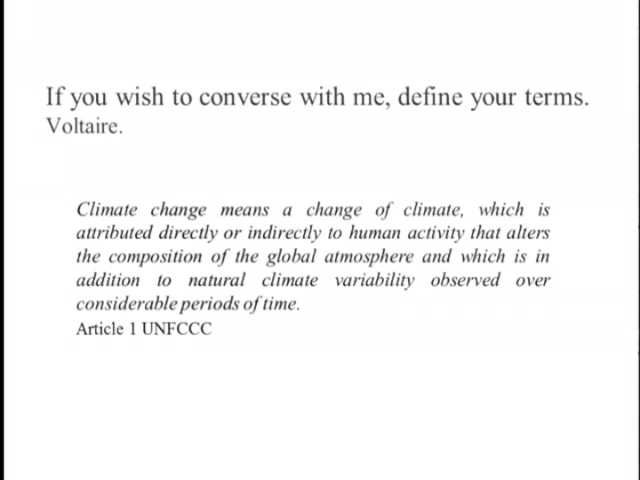 If you wish to converse with me, define your terms.
Voltaire.
Climate change means a change of climate, which is
attributed directly or indirectly to human activity that alters
the composition of the global atmosphere and which is in
addition to natural climate variability observed over
considerable periods of time.
Article 1 UNFCCC